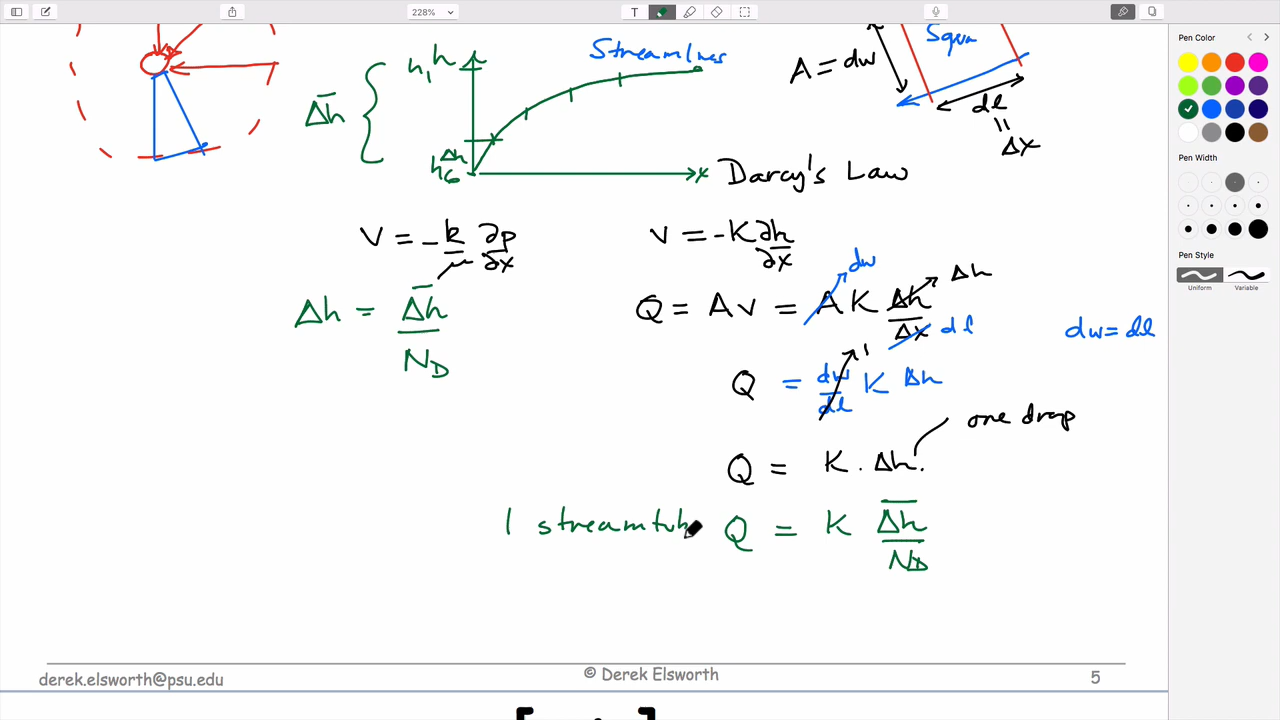 228%
T
Pen Color
Streamlines
h₁ h
Δh̄
Squa
A = dw
dl
=
Δx
Δh
h₀
x
Darcy's Law
Pen Width
V = -k/μ ∂p/∂x
v = -K ∂h/∂x
Pen Style
Uniform
Variable
dw
Δh
Δh = Δh̄/N_D
Q = AV = A K Δh/Δx
dl
dw = dl
1
Q = dw/dl K Δh
one drop
Q = K · Δh.
1 streamtub
Q = K Δh̄/N_D
derek.elsworth@psu.edu
© Derek Elsworth
5